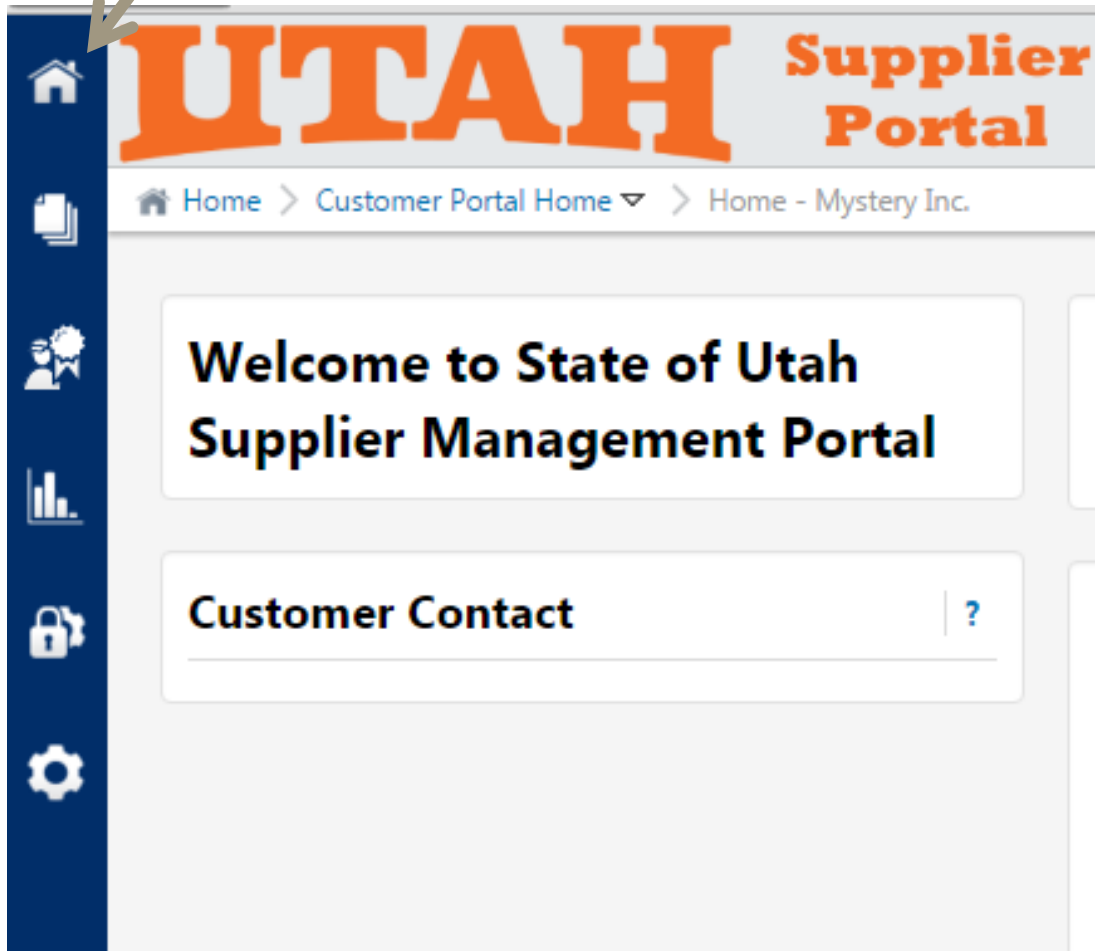 UTAH Supplier
Portal
Home > Customer Portal Home ▽ > Home - Mystery Inc.
Welcome to State of Utah
Supplier Management Portal
Customer Contact ?